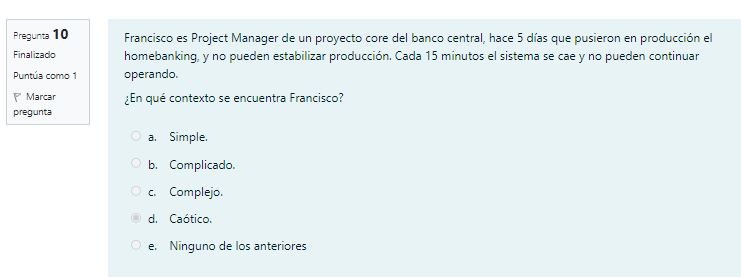 Pregunta 10
Finalizado
Puntúa como 1
Marcar
pregunta
Francisco es Project Manager de un proyecto core del banco central, hace 5 días que pusieron en producción el
homebanking, y no pueden estabilizar producción. Cada 15 minutos el sistema se cae y no pueden continuar
operando.
¿En qué contexto se encuentra Francisco?
a. Simple.
b. Complicado.
c. Complejo.
d. Caótico.
e. Ninguno de los anteriores